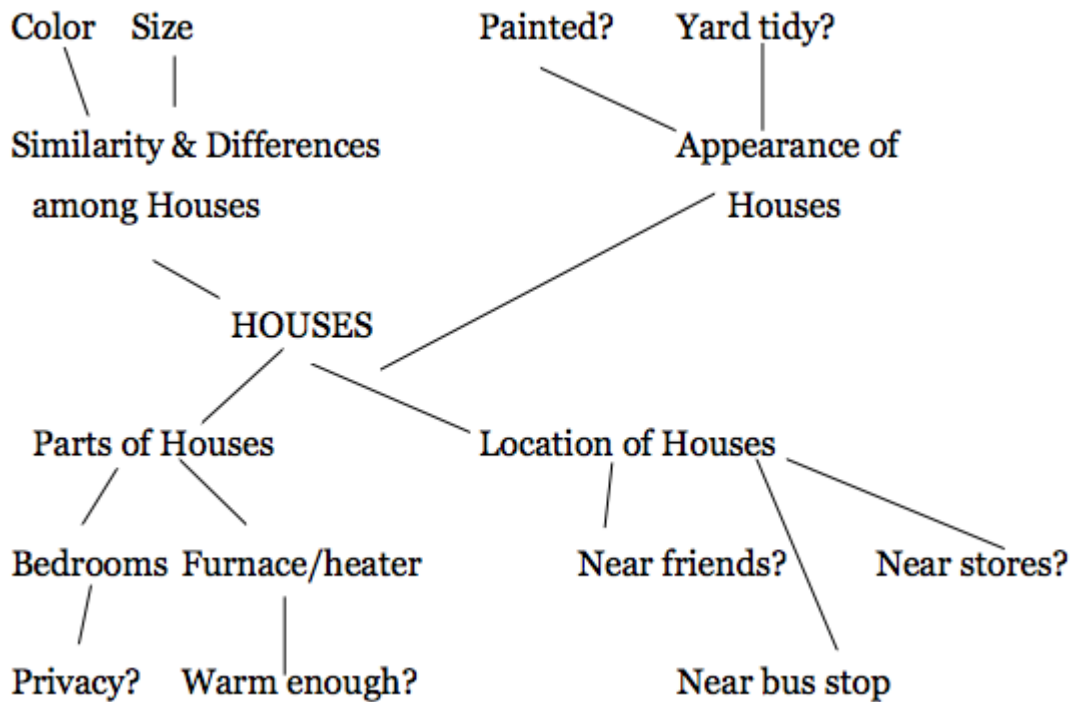 Color Size Painted? Yard tidy?
Similarity & Differences Appearance of
among Houses Houses
HOUSES
Parts of Houses Location of Houses
Bedrooms Furnace/heater Near friends? Near stores?
Privacy? Warm enough? Near bus stop